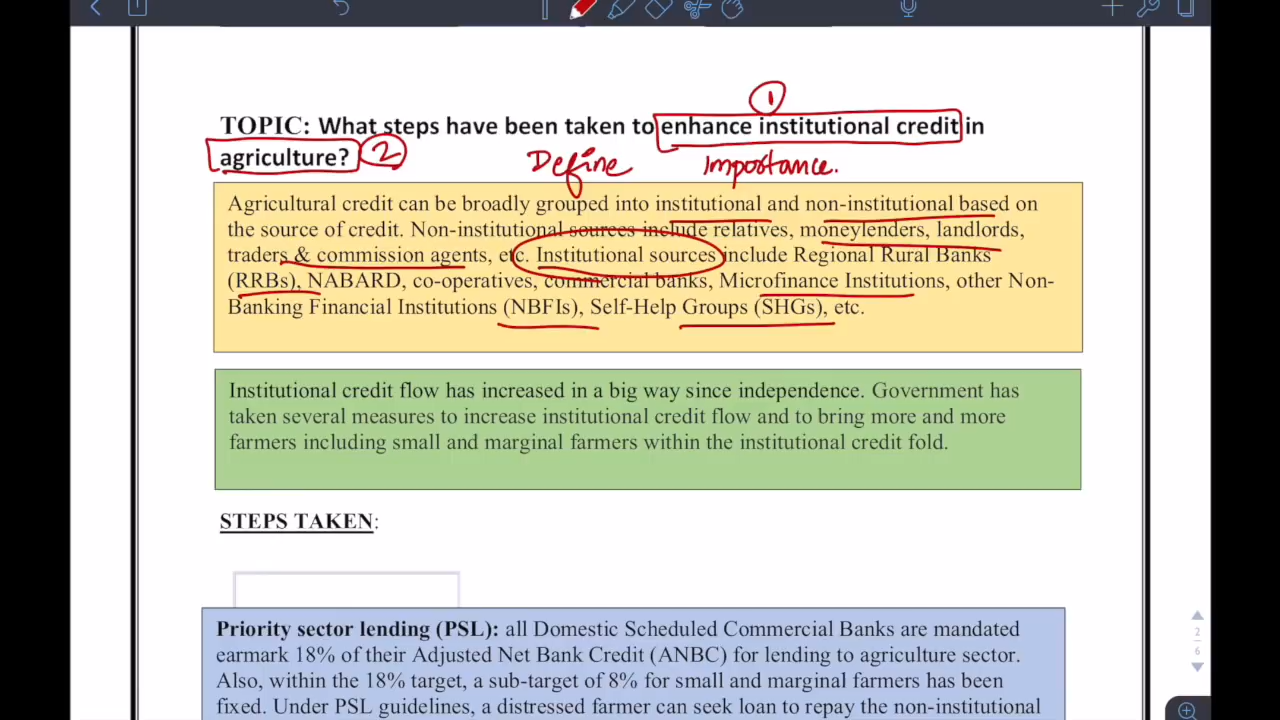 1
TOPIC: What steps have been taken to enhance institutional credit in
agriculture? 2
Define Importance.
Agricultural credit can be broadly grouped into institutional and non-institutional based on
the source of credit. Non-institutional sources include relatives, moneylenders, landlords,
traders & commission agents, etc. Institutional sources include Regional Rural Banks
(RRBs), NABARD, co-operatives, commercial banks, Microfinance Institutions, other Non-
Banking Financial Institutions (NBFIs), Self-Help Groups (SHGs), etc.
Institutional credit flow has increased in a big way since independence. Government has
taken several measures to increase institutional credit flow and to bring more and more
farmers including small and marginal farmers within the institutional credit fold.
STEPS TAKEN:
Priority sector lending (PSL): all Domestic Scheduled Commercial Banks are mandated
earmark 18% of their Adjusted Net Bank Credit (ANBC) for lending to agriculture sector.
Also, within the 18% target, a sub-target of 8% for small and marginal farmers has been
fixed. Under PSL guidelines, a distressed farmer can seek loan to repay the non-institutional
2
6